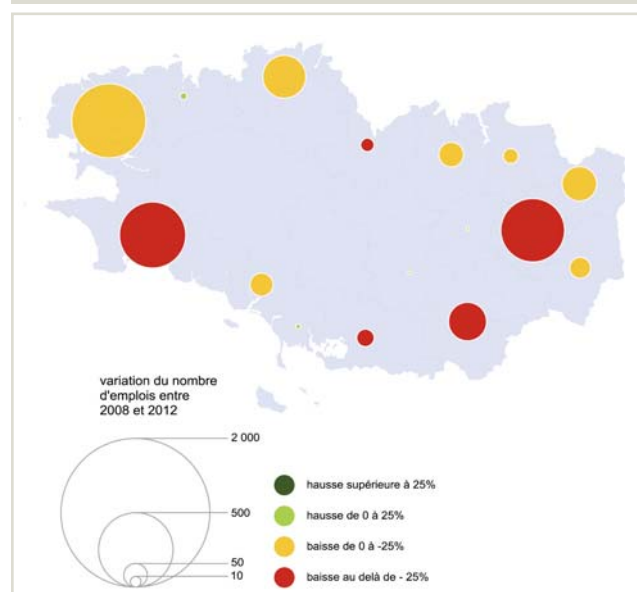 variation du nombre
d'emplois entre
2008 et 2012
2 000
500
50
10
hausse supérieure à 25%
hausse de 0 à 25%
baisse de 0 à -25%
baisse au delà de - 25%